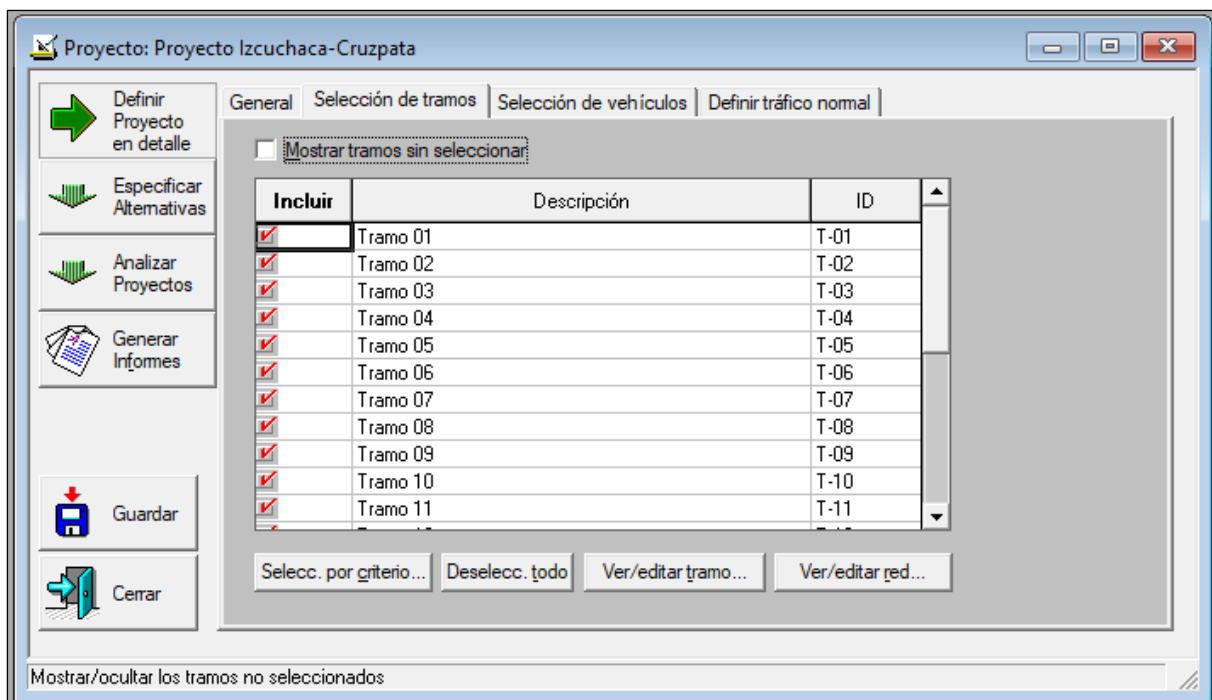 Proyecto: Proyecto Izcuchaca-Cruzpata
Definir
Proyecto
en detalle
Especificar
Alternativas
Analizar
Proyectos
Generar
Informes
Guardar
Cerrar
General Selección de tramos Selección de vehículos Definir tráfico normal
Mostrar tramos sin seleccionar
Incluir Descripción ID
Tramo 01 T-01
Tramo 02 T-02
Tramo 03 T-03
Tramo 04 T-04
Tramo 05 T-05
Tramo 06 T-06
Tramo 07 T-07
Tramo 08 T-08
Tramo 09 T-09
Tramo 10 T-10
Tramo 11 T-11
Selecc. por criterio... Deselecc. todo Ver/editar tramo... Ver/editar red...
Mostrar/ocultar los tramos no seleccionados